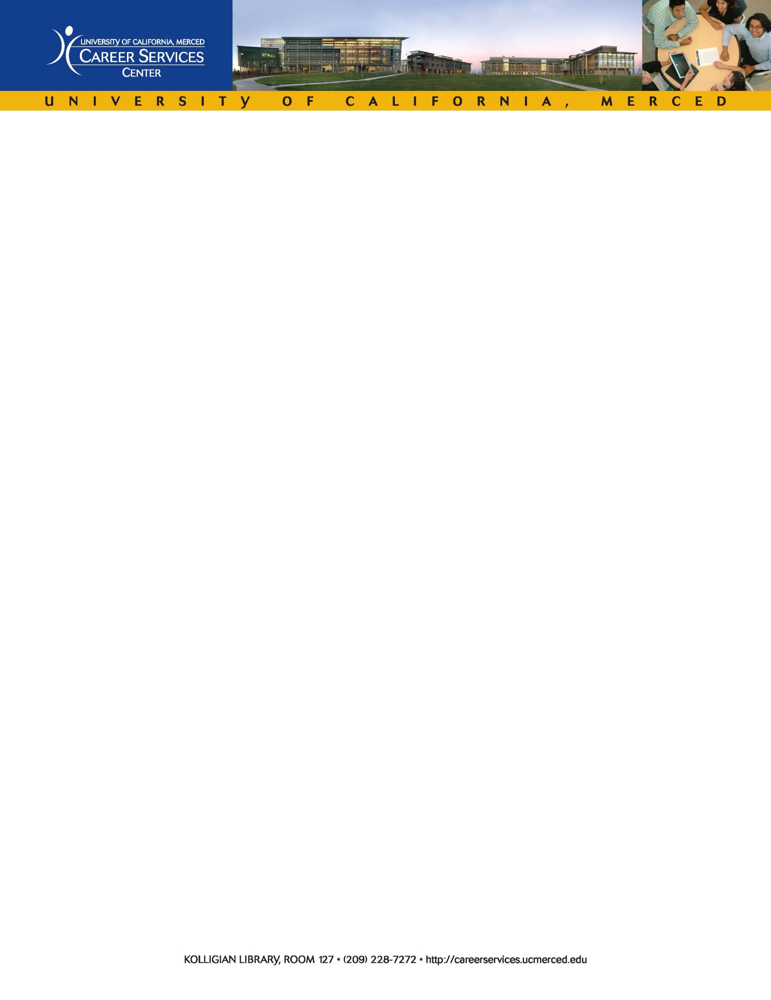 UNIVERSITY OF CALIFORNIA, MERCED
CAREER SERVICES
CENTER
UNIVERSITY OF CALIFORNIA, MERCED
KOLLIGIAN LIBRARY, ROOM 127 • (209) 228-7272 • http://careerservices.ucmerced.edu